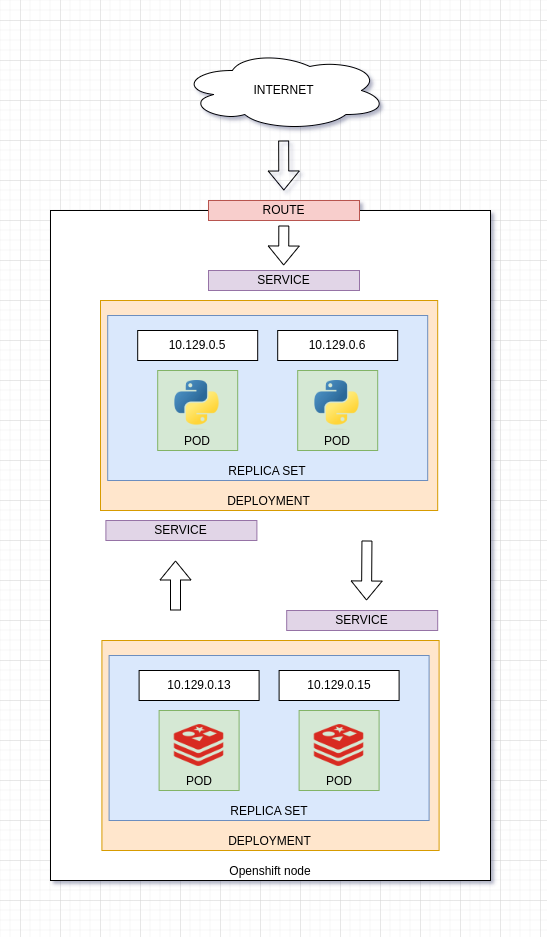 INTERNET
ROUTE
SERVICE
10.129.0.5
10.129.0.6
POD
POD
REPLICA SET
DEPLOYMENT
SERVICE
SERVICE
10.129.0.13
10.129.0.15
POD
POD
REPLICA SET
DEPLOYMENT
Openshift node